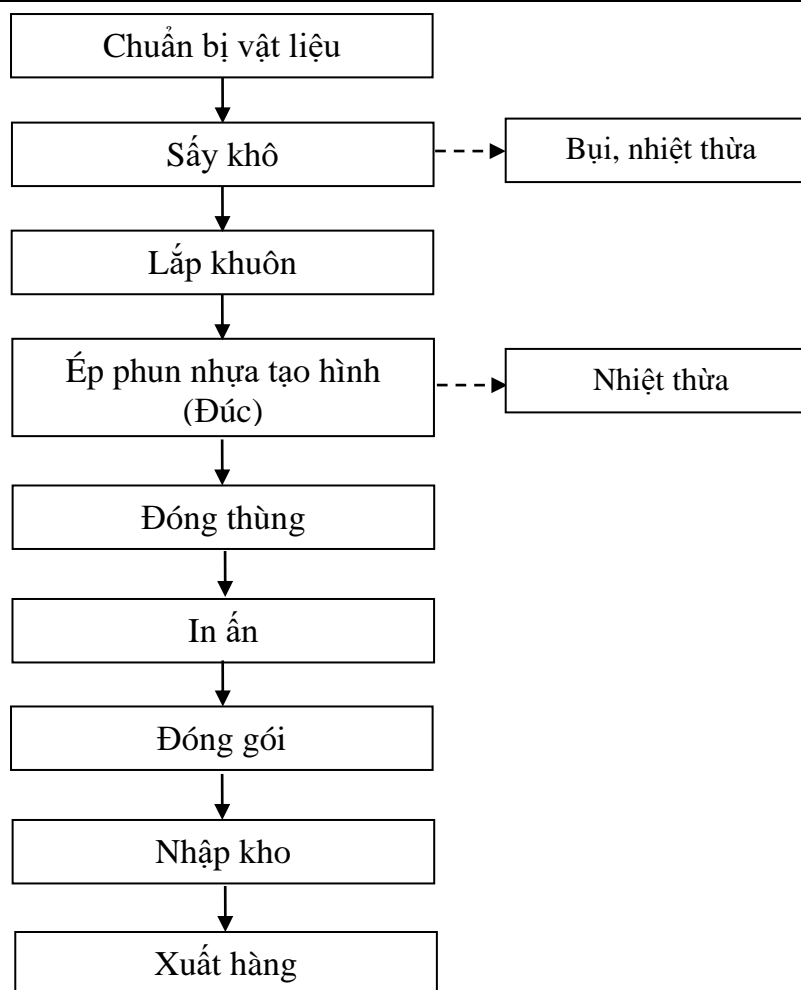 Chuẩn bị vật liệu
Sấy khô
Bụi, nhiệt thừa
Lắp khuôn
Ép phun nhựa tạo hình
(Đúc)
Nhiệt thừa
Đóng thùng
In ấn
Đóng gói
Nhập kho
Xuất hàng